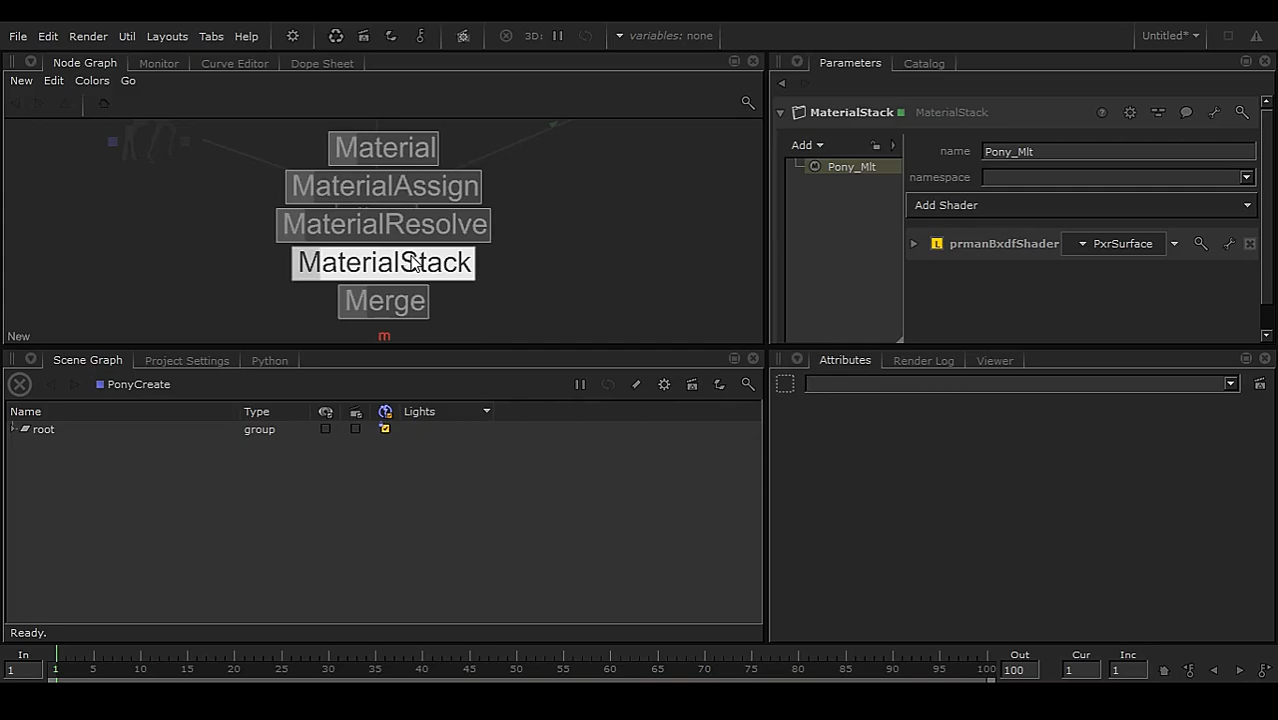 File Edit Render Util Layouts Tabs Help 3D: variables: none Untitled*
Node Graph Monitor Curve Editor Dope Sheet
New Edit Colors Go
Material
MaterialAssign
MaterialResolve
MaterialStack
Merge
m
New
Parameters Catalog
MaterialStack MaterialStack
Add
Pony_Mlt
name Pony_Mlt
namespace
Add Shader
prmanBxdfShader PxrSurface
Scene Graph Project Settings Python
PonyCreate
Name Type Lights
root group
Ready.
Attributes Render Log Viewer
In Out Cur Inc
1 1 5 10 15 20 25 30 35 40 45 50 55 60 65 70 75 80 85 90 95 100 100 1 1